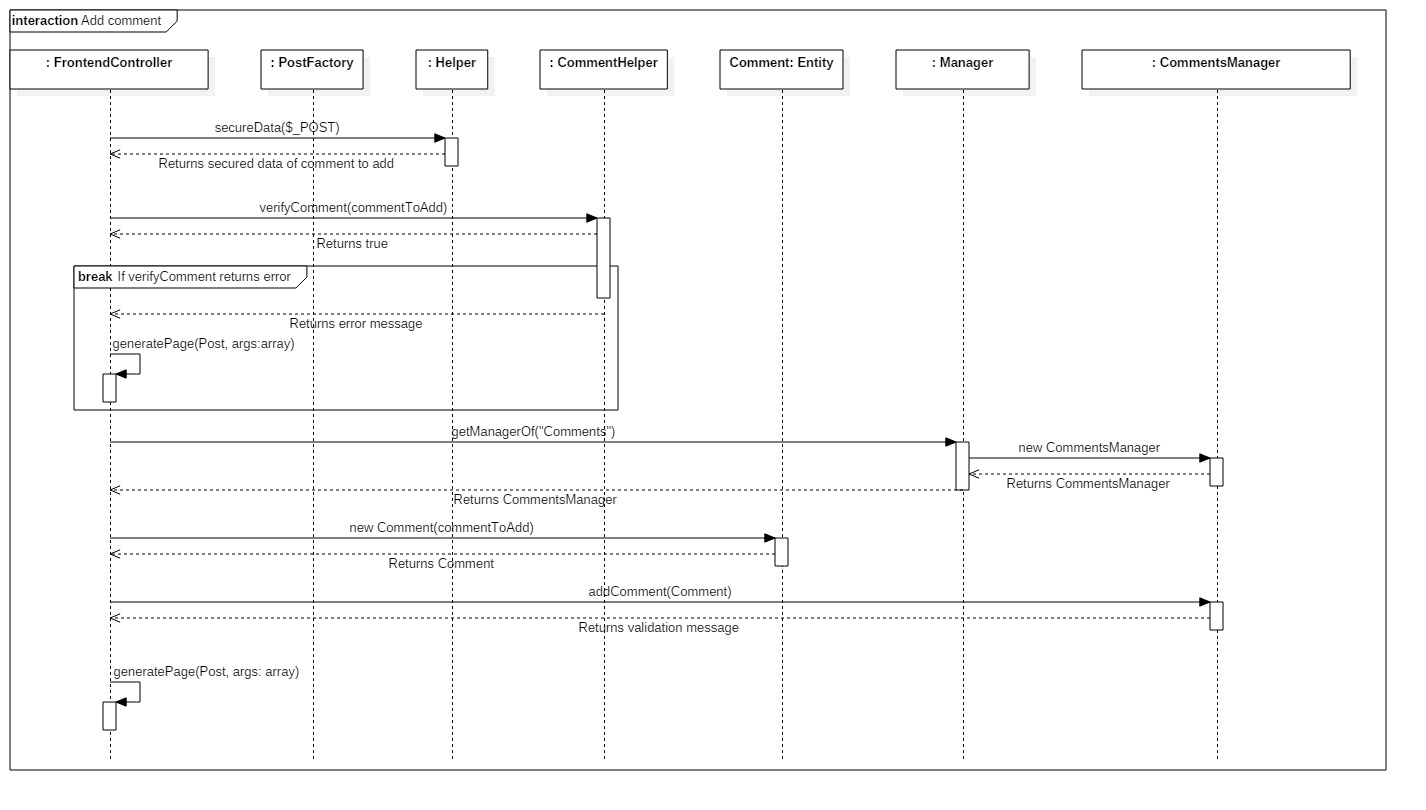 interaction Add comment
: FrontendController
: PostFactory
: Helper
: CommentHelper
Comment: Entity
: Manager
: CommentsManager
secureData($_POST)
Returns secured data of comment to add
verifyComment(commentToAdd)
Returns true
break If verifyComment returns error
Returns error message
generatePage(Post, args:array)
getManagerOf("Comments")
new CommentsManager
Returns CommentsManager
Returns CommentsManager
new Comment(commentToAdd)
Returns Comment
addComment(Comment)
Returns validation message
generatePage(Post, args: array)